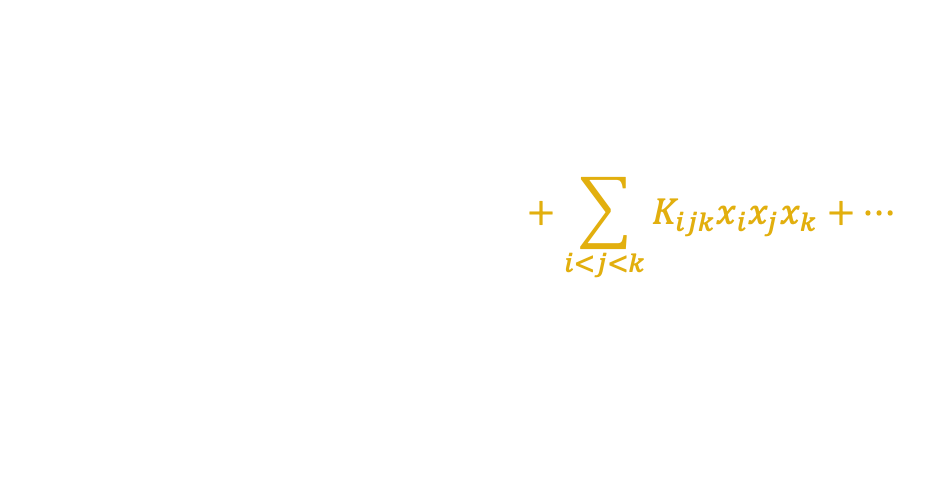 + ∑_{i<j<k} K_{ijk}x_i x_j x_k + ⋯